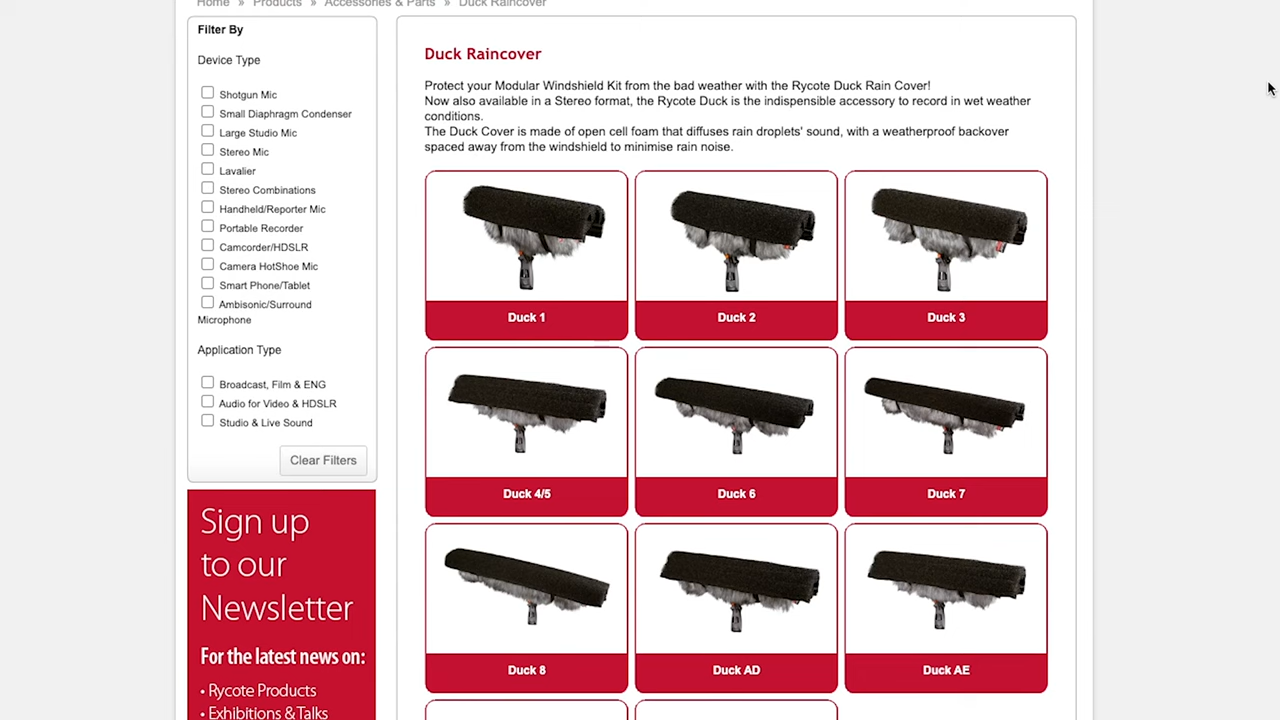 Home » Products » Accessories & Parts » Duck Raincover
Filter By
Device Type
Shotgun Mic
Small Diaphragm Condenser
Large Studio Mic
Stereo Mic
Lavalier
Stereo Combinations
Handheld/Reporter Mic
Portable Recorder
Camcorder/HDSLR
Camera HotShoe Mic
Smart Phone/Tablet
Ambisonic/Surround
Microphone
Application Type
Broadcast, Film & ENG
Audio for Video & HDSLR
Studio & Live Sound
Clear Filters
Sign up
to our
Newsletter
For the latest news on:
• Rycote Products
• Exhibitions & Talks
Duck Raincover
Protect your Modular Windshield Kit from the bad weather with the Rycote Duck Rain Cover!
Now also available in a Stereo format, the Rycote Duck is the indispensible accessory to record in wet weather
conditions.
The Duck Cover is made of open cell foam that diffuses rain droplets' sound, with a weatherproof backover
spaced away from the windshield to minimise rain noise.
Duck 1
Duck 2
Duck 3
Duck 4/5
Duck 6
Duck 7
Duck 8
Duck AD
Duck AE